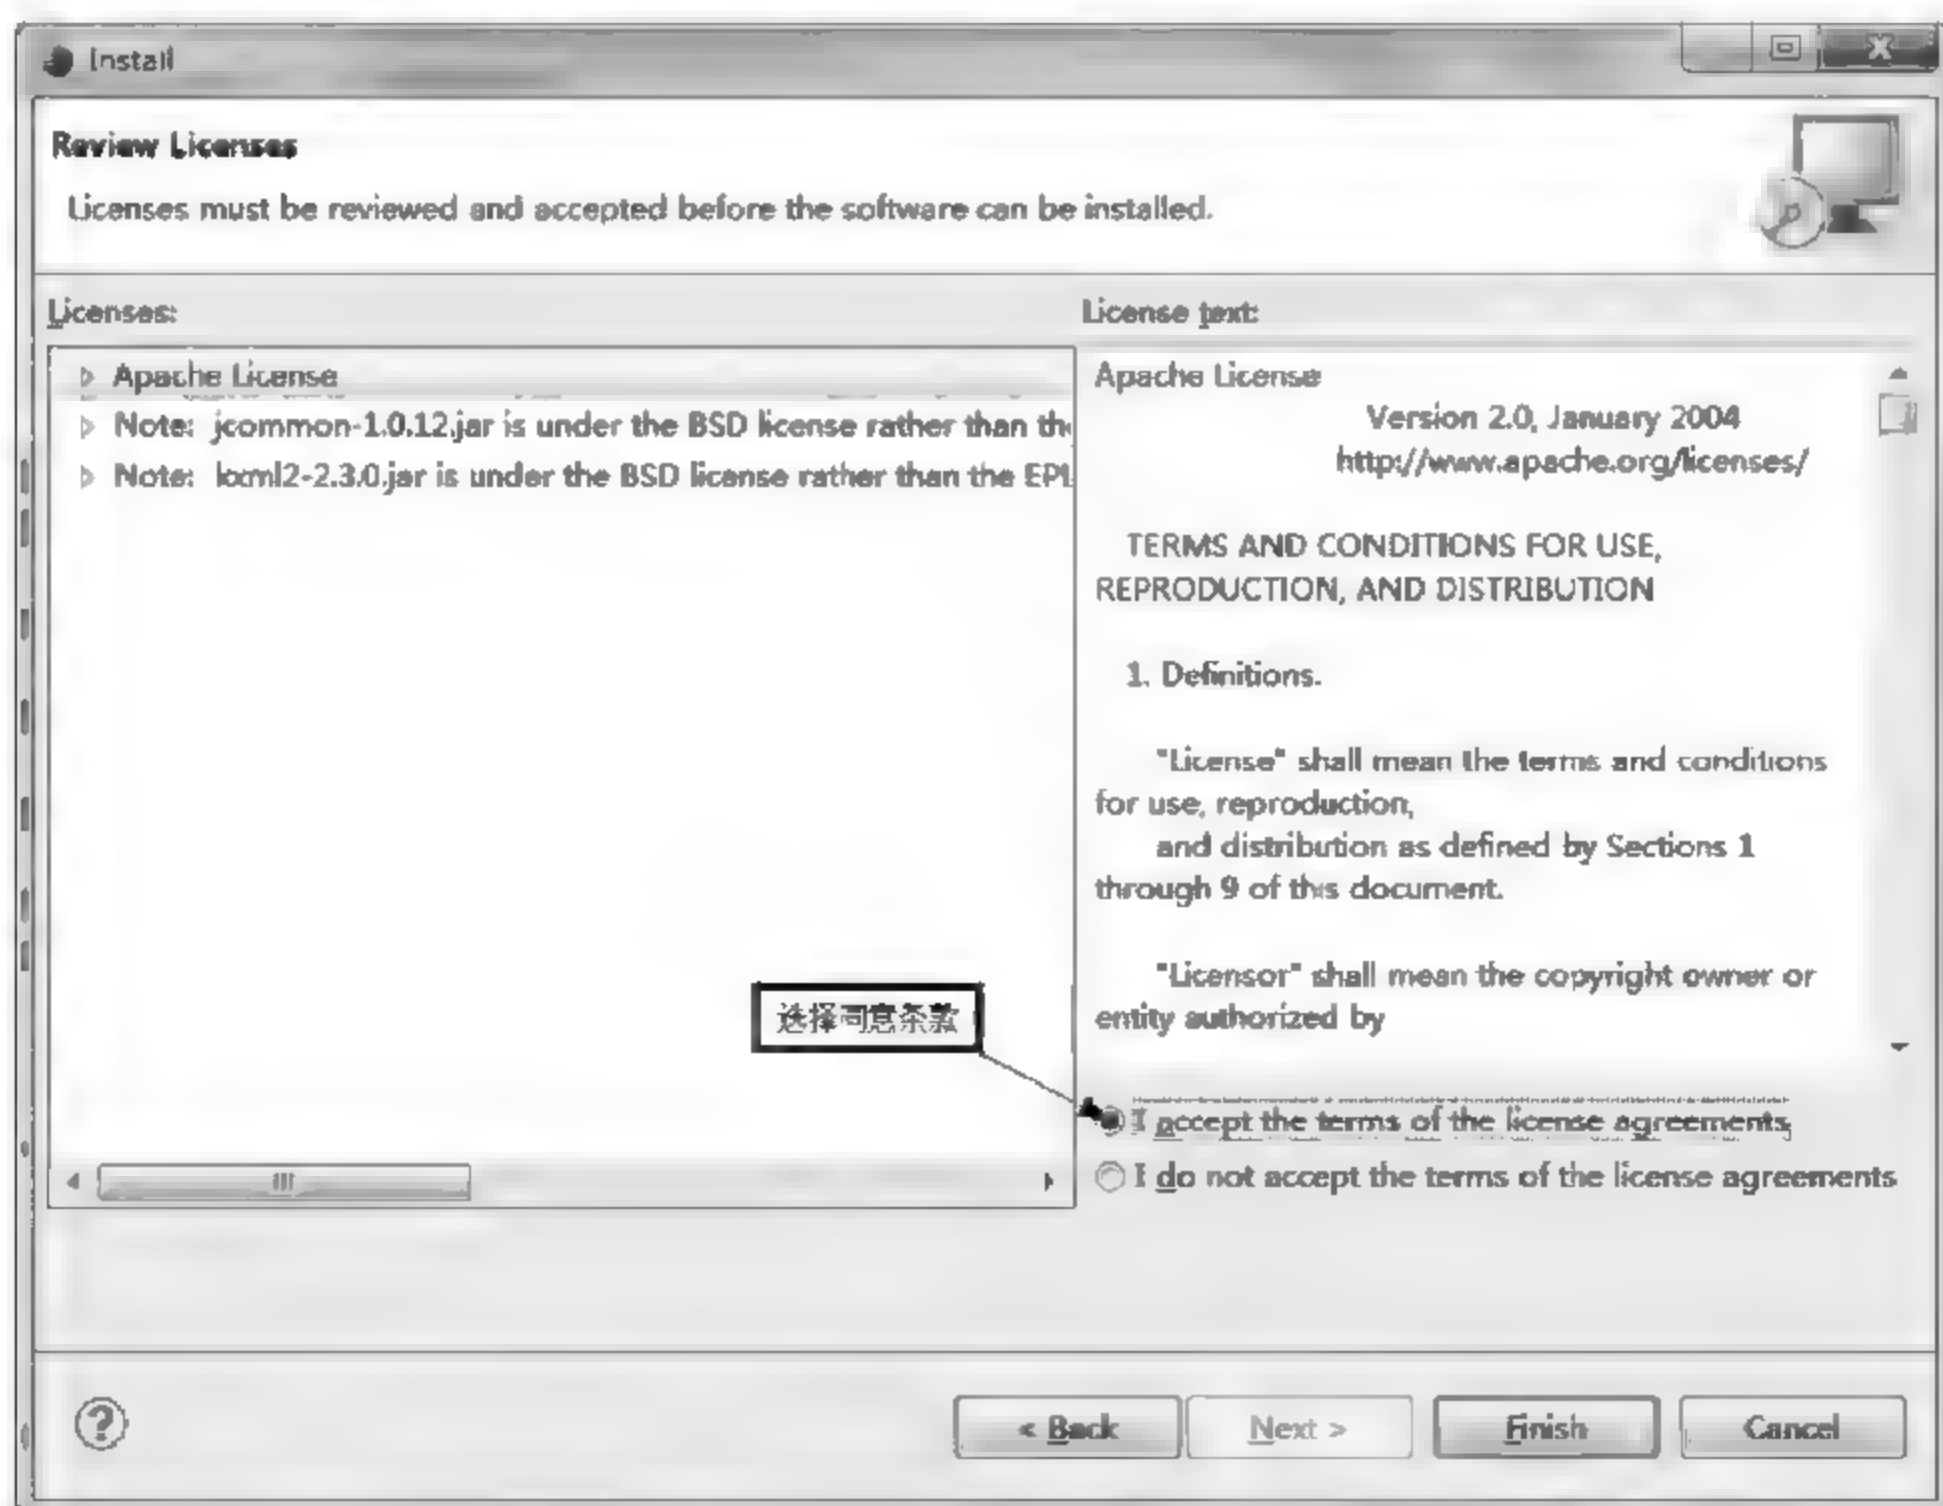 Install
Review Licenses
Licenses must be reviewed and accepted before the software can be installed.
Licenses:
Apache License
Note: jcommon-1.0.12.jar is under the BSD license rather than the
Note: kxml2-2.3.0.jar is under the BSD license rather than the EPL
License text:
Apache License
Version 2.0, January 2004
http://www.apache.org/licenses/
TERMS AND CONDITIONS FOR USE,
REPRODUCTION, AND DISTRIBUTION
1. Definitions.
"License" shall mean the terms and conditions
for use, reproduction,
and distribution as defined by Sections 1
through 9 of this document.
"Licensor" shall mean the copyright owner or
entity authorized by
选择同意条款
I accept the terms of the license agreements
I do not accept the terms of the license agreements
< Back
Next >
Finish
Cancel